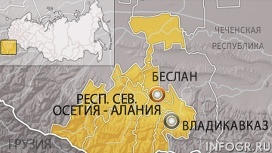 ЧЕЧЕНСКАЯ
РЕСПУБЛИКА
БЕСЛАН
РЕСП. СЕВ.
ОСЕТИЯ - АЛАНИЯ
ВЛАДИКАВКАЗ
ГРУЗИЯ
INFOGR.RU